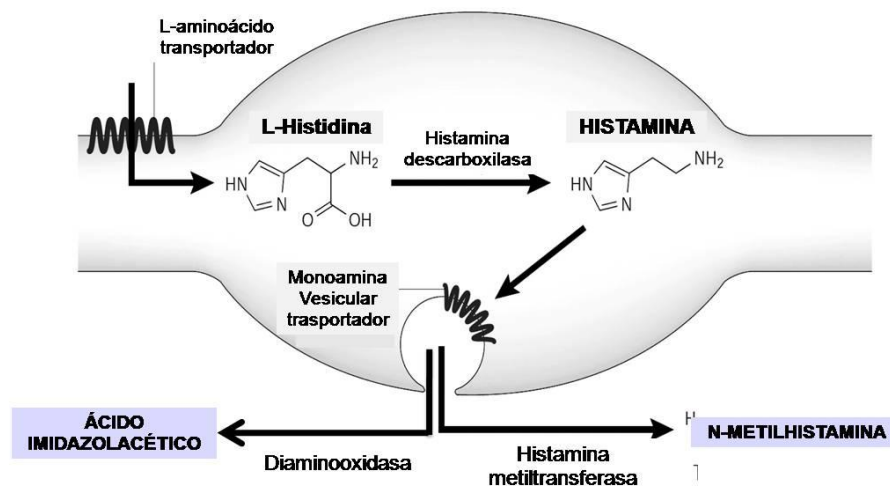 L-aminoácido
transportador
L-Histidina
Histamina
descarboxilasa
HISTAMINA
NH₂
HN
N
O
OH
NH₂
HN
N
Monoamina
Vesicular
trasportador
ÁCIDO
IMIDAZOLACÉTICO
Diaminooxidasa
Histamina
metiltransferasa
H
N-METILHISTAMINA